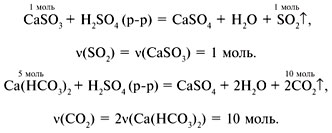 1 моль 1 моль
CaSO₃ + H₂SO₄ (р-р) = CaSO₄ + H₂O + SO₂↑,
ν(SO₂) = ν(CaSO₃) = 1 моль.
5 моль 10 моль
Ca(HCO₃)₂ + H₂SO₄ (р-р) = CaSO₄ + 2H₂O + 2CO₂↑,
ν(CO₂) = 2ν(Ca(HCO₃)₂) = 10 моль.